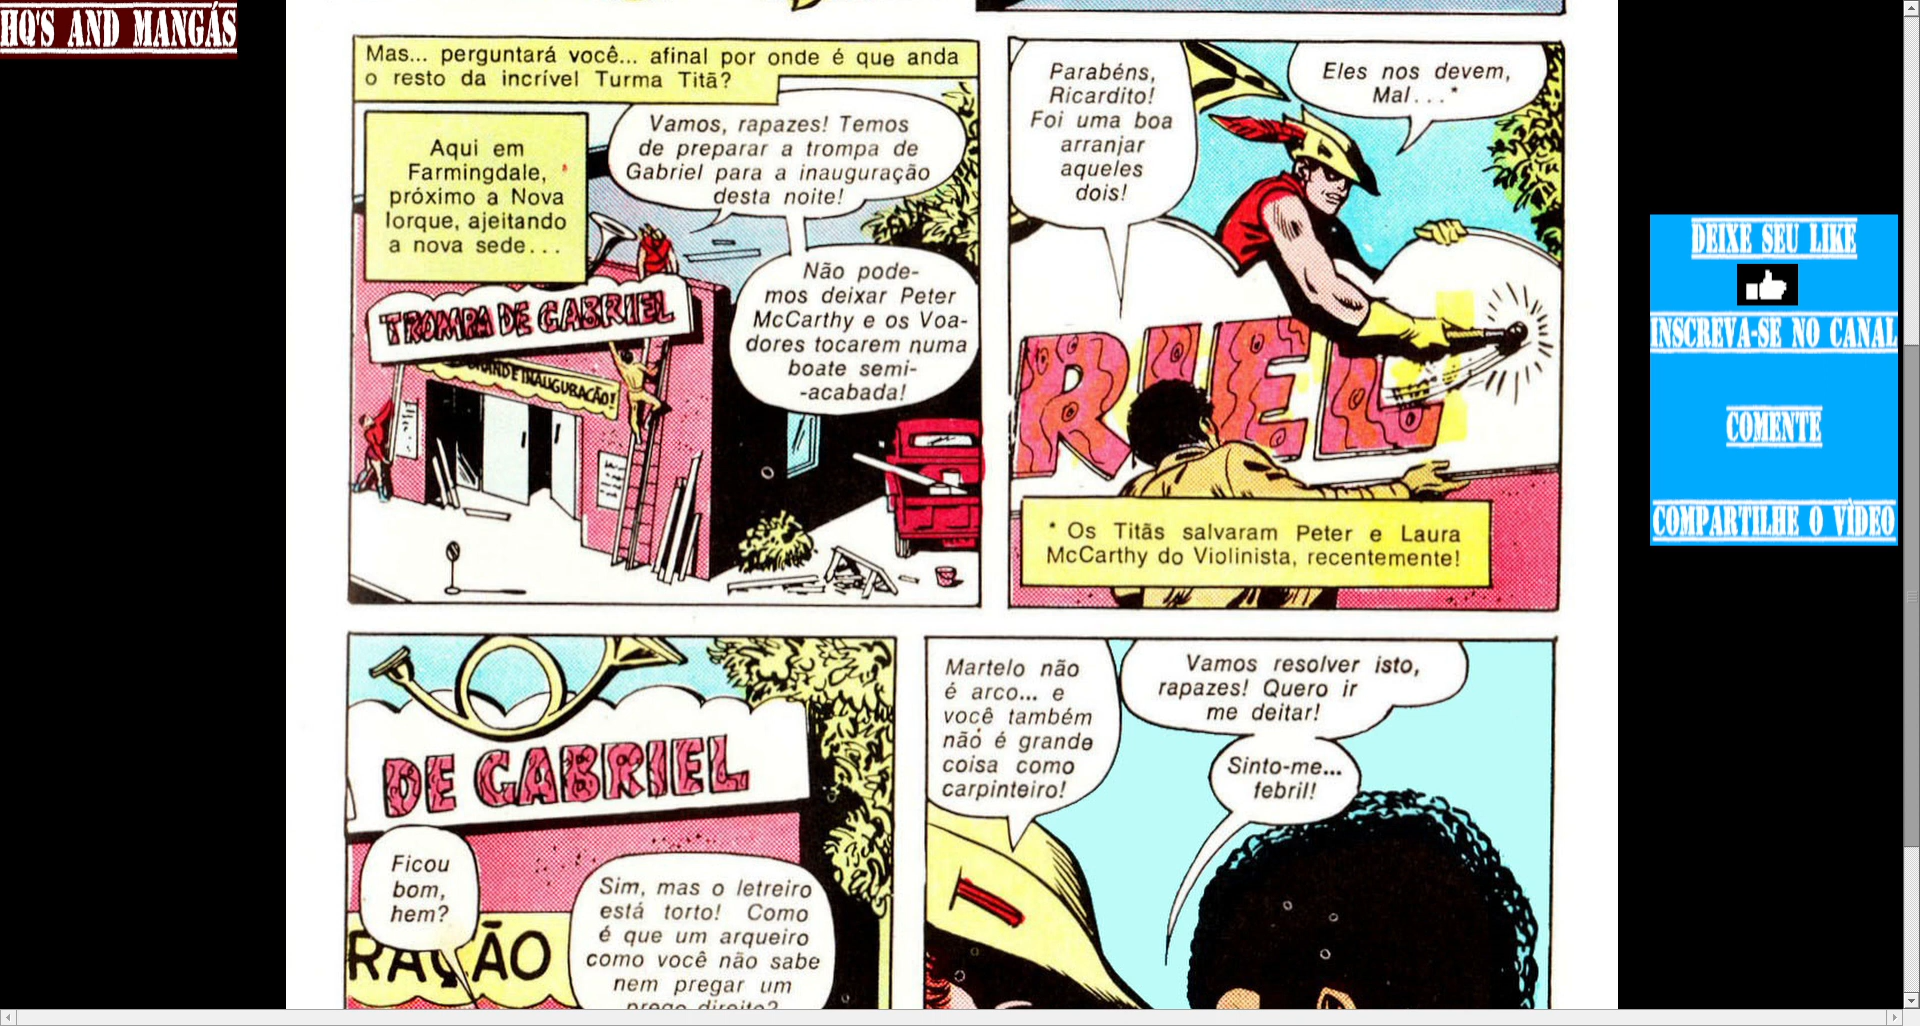 HQ'S AND MANGÁS
Mas... perguntará você... afinal por onde é que anda
o resto da incrível Turma Titã?
Aqui em
Farmingdale,
próximo a Nova
Iorque, ajeitando
a nova sede...
Vamos, rapazes! Temos
de preparar a trompa de
Gabriel para a inauguração
desta noite!
Não pode-
mos deixar Peter
McCarthy e os Voa-
dores tocarem numa
boate semi-
-acabada!
TROMPA DE GABRIEL
GRANDE INAUGURACÃO!
Parabéns,
Ricardito!
Foi uma boa
arranjar
aqueles
dois!
Eles nos devem,
Mal...*
RIEL
* Os Titãs salvaram Peter e Laura
McCarthy do Violinista, recentemente!
DE GABRIEL
Ficou
bom,
hem?
RAÇÃO
Sim, mas o letreiro
está torto! Como
é que um arqueiro
como você não sabe
nem pregar um
prego direito?
Martelo não
é arco... e
você também
não é grande
coisa como
carpinteiro!
Vamos resolver isto,
rapazes! Quero ir
me deitar!
Sinto-me...
febril!
DEIXE SEU LIKE
INSCREVA-SE NO CANAL
COMENTE
COMPARTILHE O VÍDEO